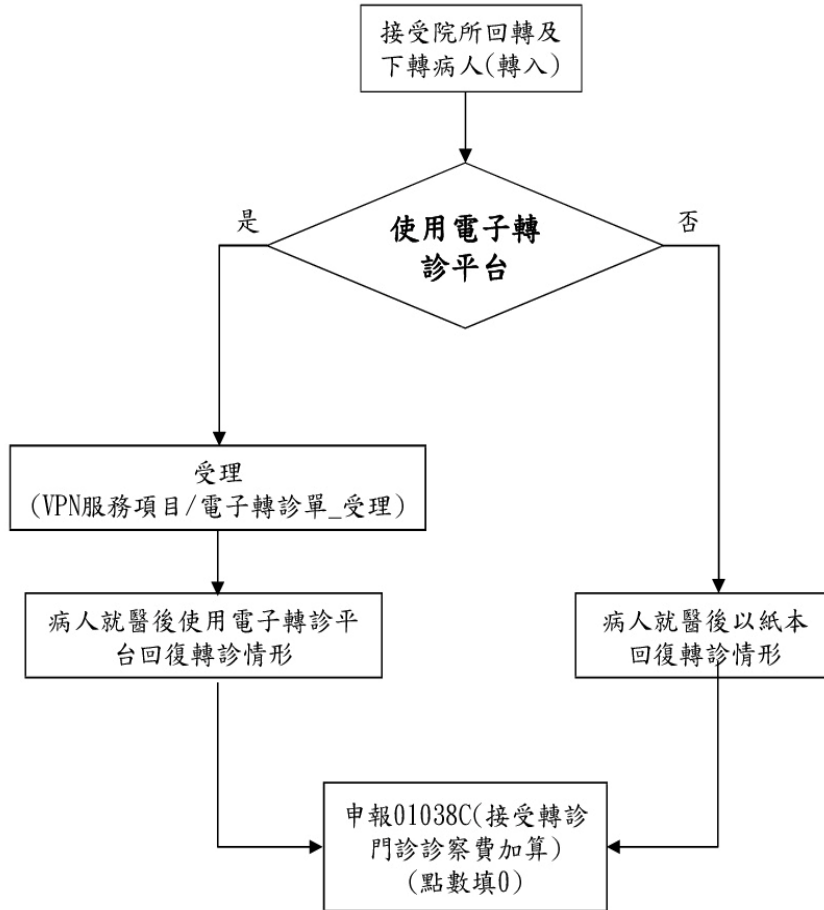 接受院所回轉及
下轉病人(轉入)
使用電子轉
診平台
是
否
受理
(VPN服務項目/電子轉診單_受理)
病人就醫後使用電子轉診平
台回復轉診情形
病人就醫後以紙本
回復轉診情形
申報01038C(接受轉診
門診診察費加算)
(點數填0)